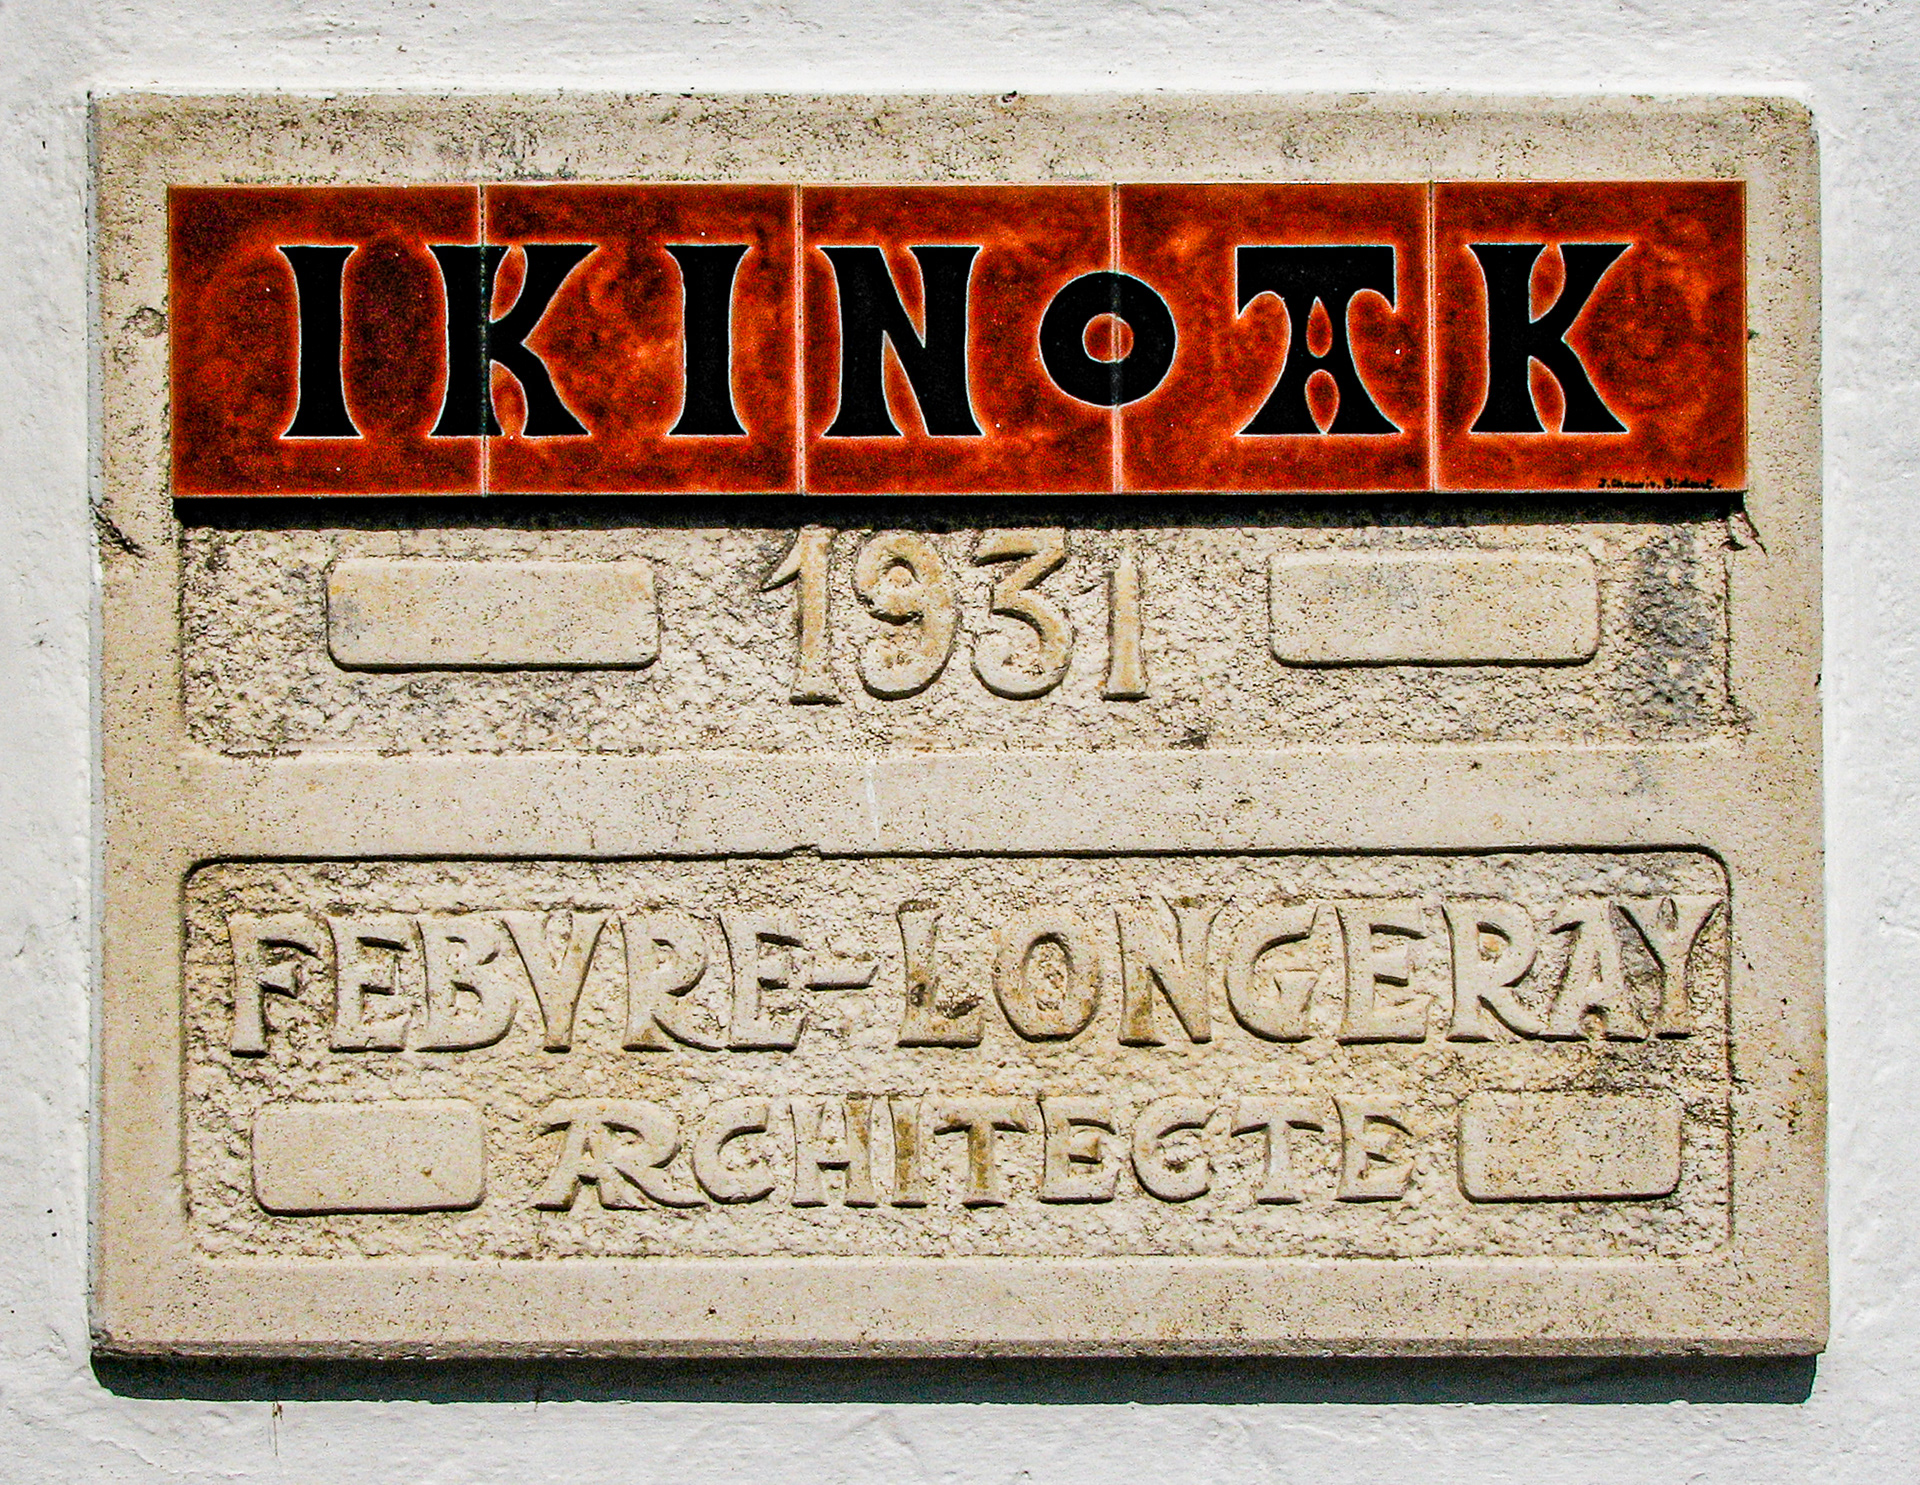 IKINOAK
1931
FEBVRE-LONGERAY
ARCHITECTE